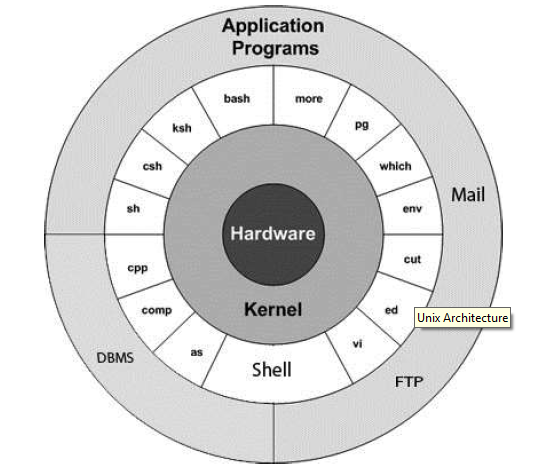 Application
Programs
bash
more
ksh
pg
csh
which
Mail
sh
env
Hardware
cpp
cut
comp
Kernel
ed
Unix Architecture
as
vi
DBMS
Shell
FTP